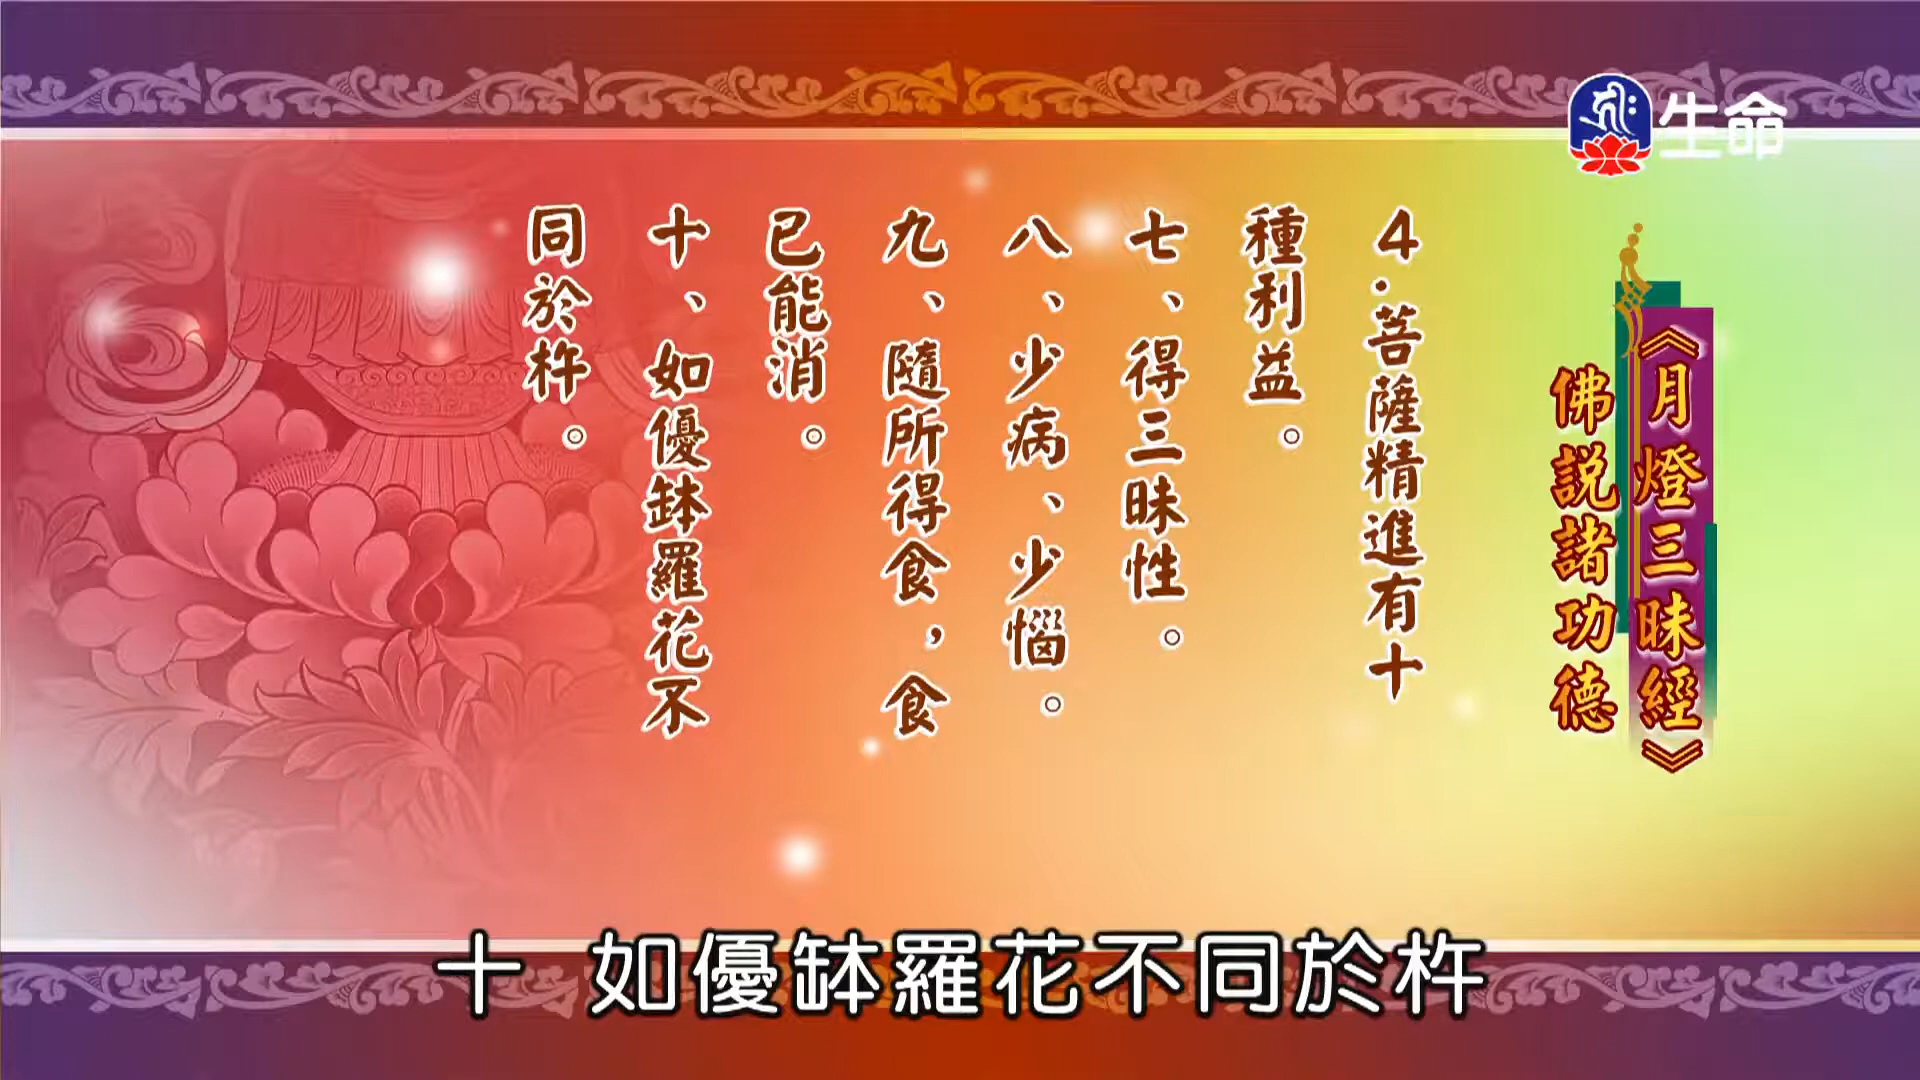 生命
《月燈三昧經》
佛説諸功德
4.菩薩精進有十
種利益。
七、得三昧性。
八、少病、少惱。
九、隨所得食，食
已能消。
十、如優鉢羅花不
同於杵。
十 如優缽羅花不同於杵